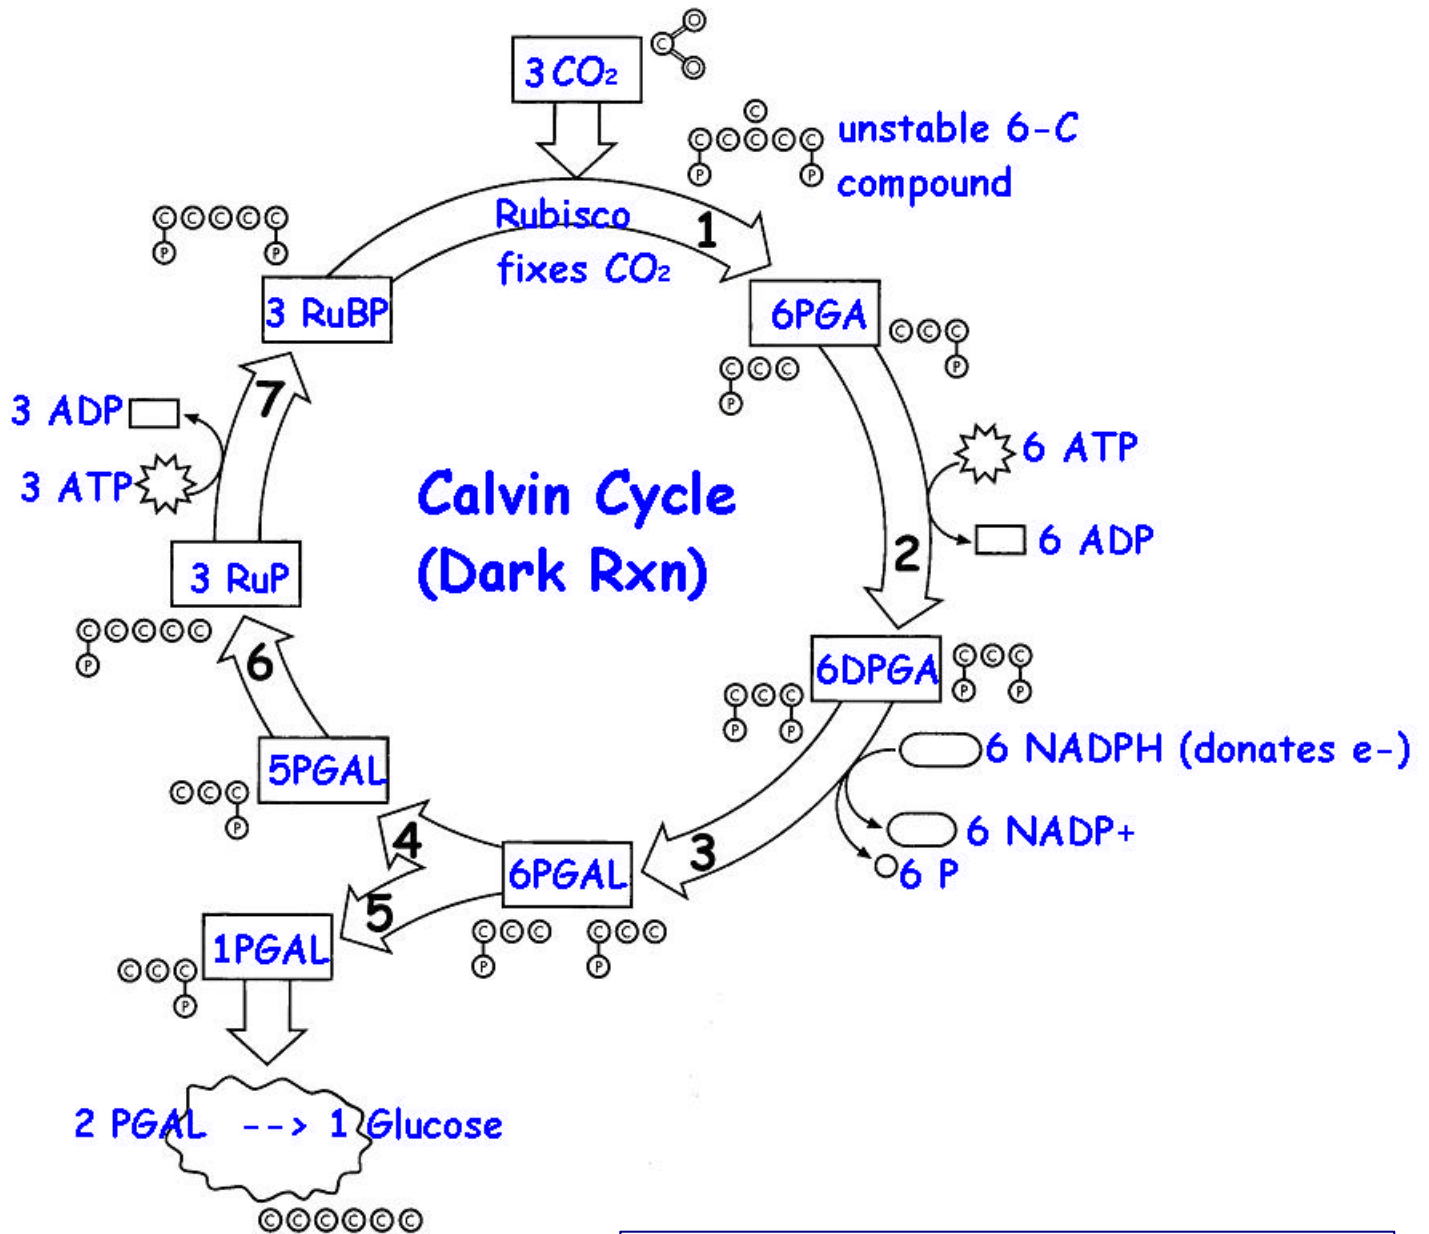 3 CO₂
C O O
C
C C C C C
P P
unstable 6-C
compound
C C C C C
P P
Rubisco
fixes CO₂
1
3 RuBP
6PGA
C C C
P
C C C
P
7
3 ADP
3 ATP
Calvin Cycle
(Dark Rxn)
6 ATP
6 ADP
2
3 RuP
C C C C C
P
6
6DPGA
C C C
P P
C C C
P P
6 NADPH (donates e-)
6 NADP+
6 P
3
5PGAL
C C C
P
4
5
6PGAL
C C C C C C
P P
1PGAL
C C C
P
2 PGAL --> 1 Glucose
C C C C C C